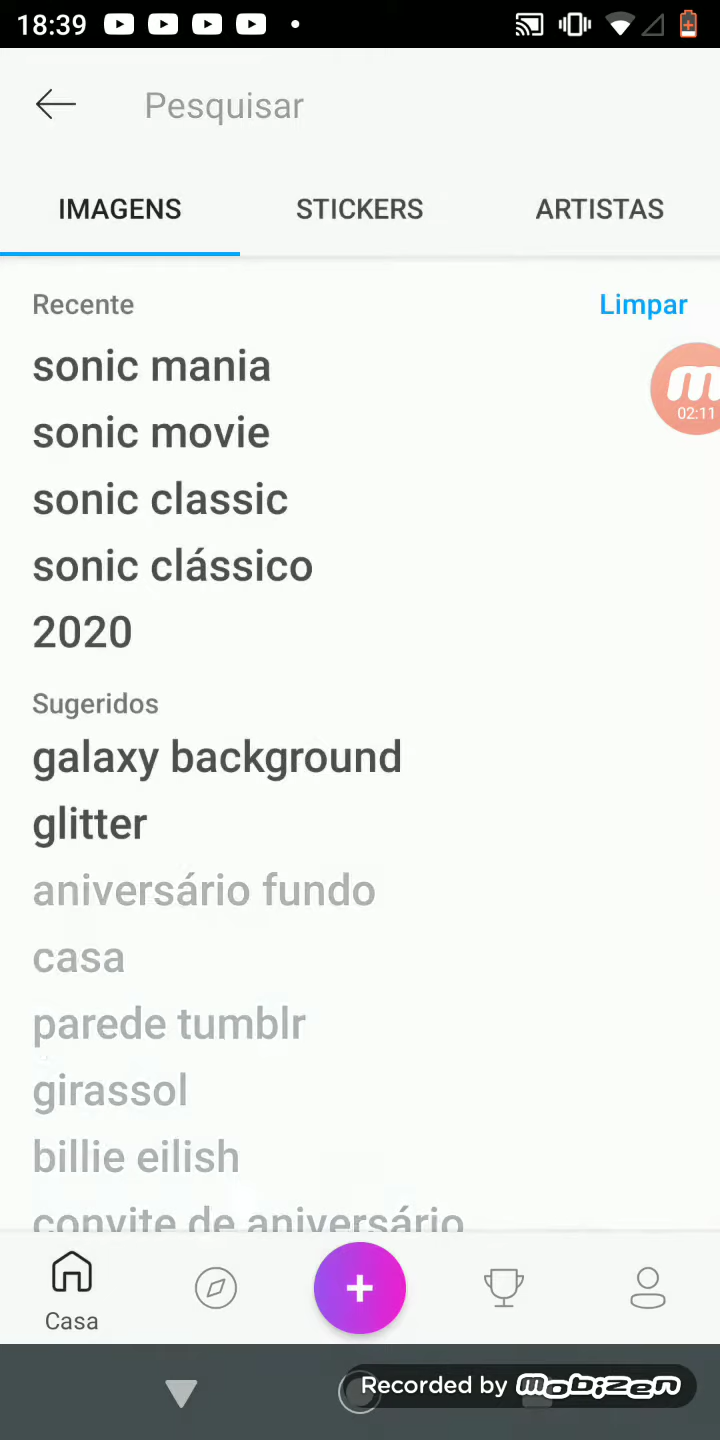 18:39
Pesquisar
IMAGENS STICKERS ARTISTAS
Recente Limpar
sonic mania
m
02:11
sonic movie
sonic classic
sonic clássico
2020
Sugeridos
galaxy background
glitter
aniversário fundo
casa
parede tumblr
girassol
billie eilish
convite de aniversário
Casa
Recorded by mobizen